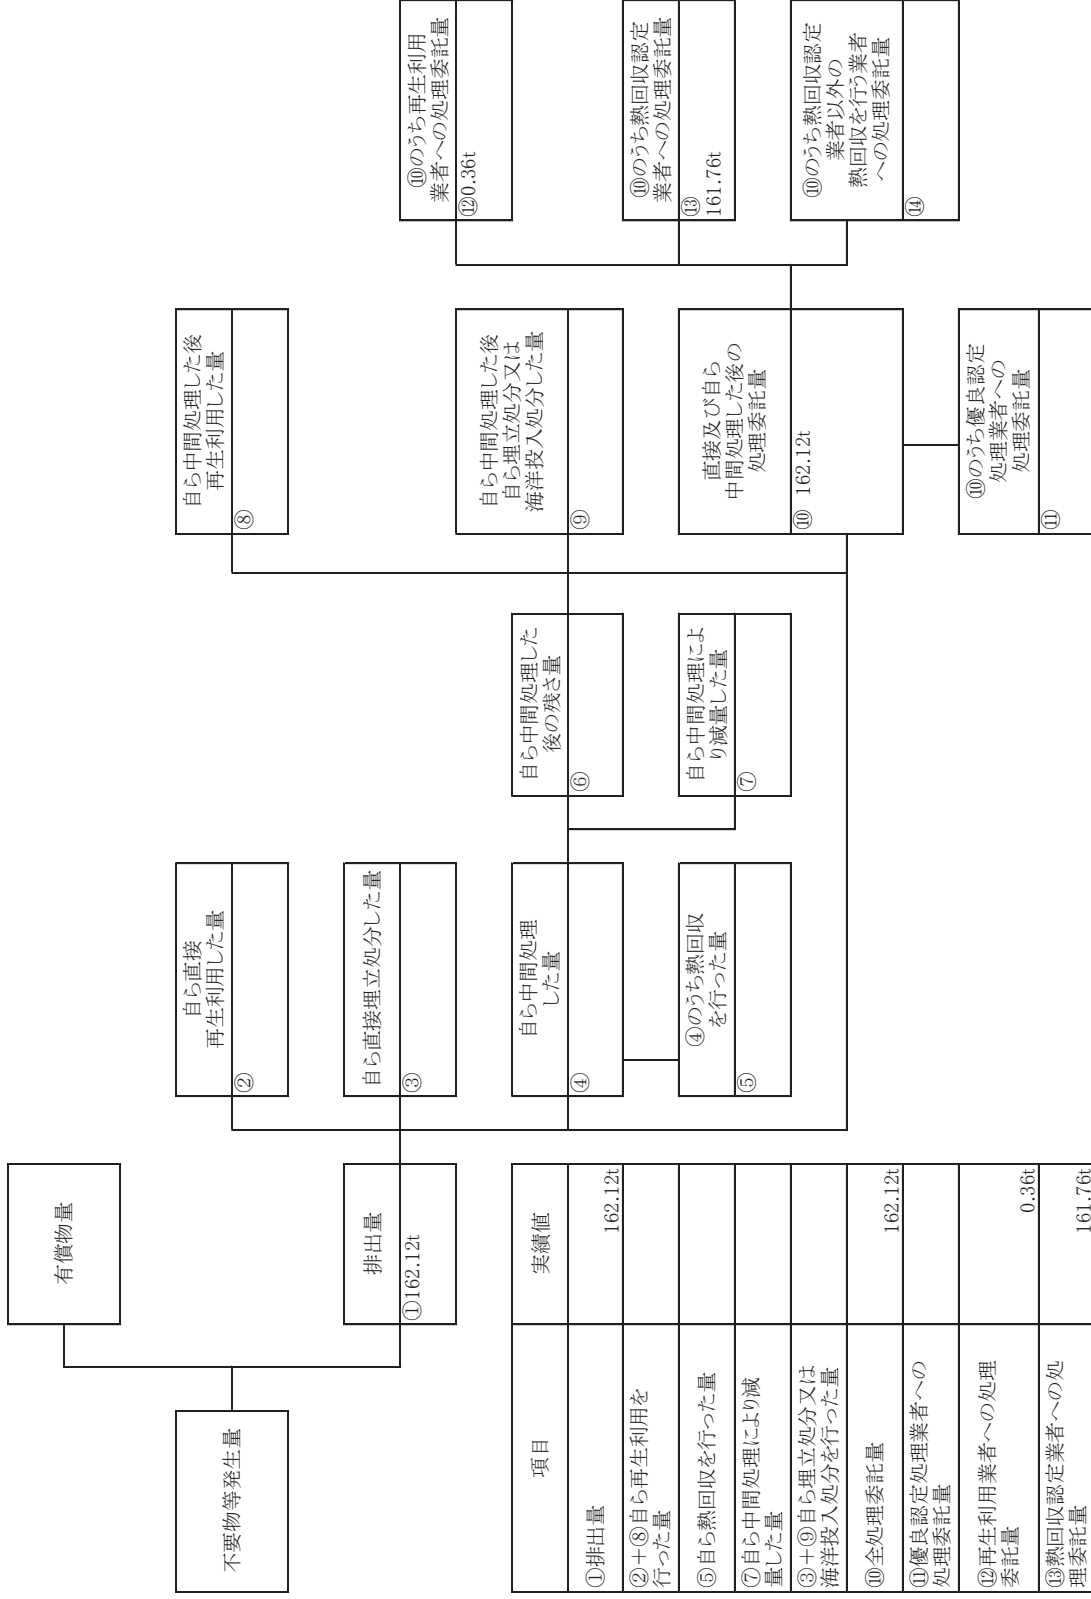 不要物等発生量
有償物量
排出量
①162.12t
自ら直接
再生利用した量
②
自ら直接埋立処分した量
③
自ら中間処理
した量
④
④のうち熱回収
を行った量
⑤
自ら中間処理した
後の残さ量
⑥
自ら中間処理によ
り減量した量
⑦
自ら中間処理した後
再生利用した量
⑧
自ら中間処理した後
自ら埋立処分又は
海洋投入処分した量
⑨
直接及び自ら
中間処理した後の
処理委託量
⑩ 162.12t
⑩のうち優良認定
処理業者への
処理委託量
⑪
⑩のうち再生利用
業者への処理委託量
⑫0.36t
⑩のうち熱回収認定
業者への処理委託量
⑬
161.76t
⑩のうち熱回収認定
業者以外の
熱回収を行う業者
への処理委託量
⑭
項目 実績値
①排出量 162.12t
②+⑧自ら再生利用を
行った量
⑤自ら熱回収を行った量
⑦自ら中間処理により減
量した量
③+⑨自ら埋立処分又は
海洋投入処分を行った量
⑩全処理委託量 162.12t
⑪優良認定処理業者への
処理委託量
⑫再生利用業者への処理
委託量 0.36t
⑬熱回収認定業者への処
理委託量 161.76t